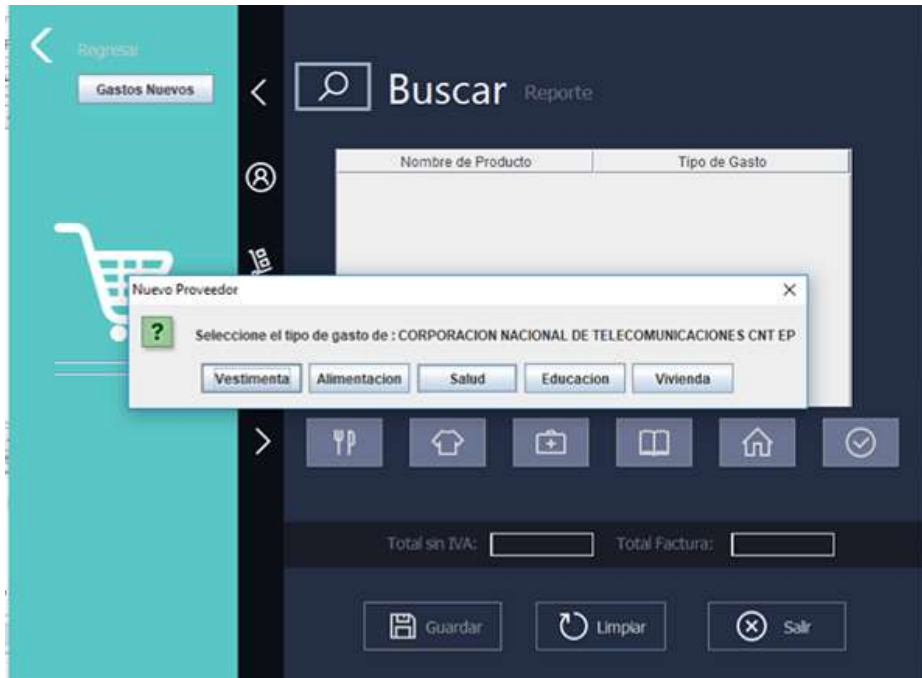 Regresar
Gastos Nuevos
Buscar Reporte
Nombre de Producto Tipo de Gasto
Nuevo Proveedor
?
Seleccione el tipo de gasto de : CORPORACION NACIONAL DE TELECOMUNICACIONES CNT EP
Vestimenta Alimentacion Salud Educacion Vivienda
Total sin IVA: Total Factura:
Guardar Limpiar Salir